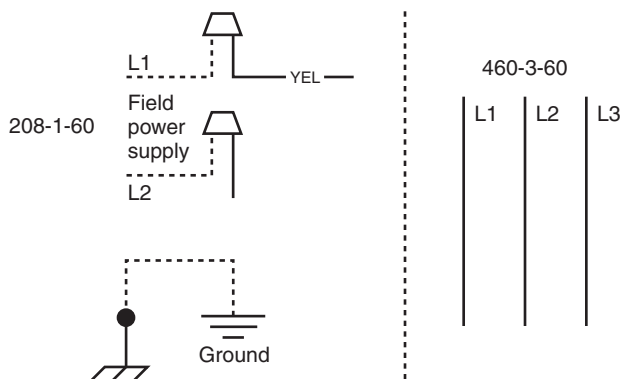 L1
YEL
208-1-60
Field
power
supply
L2
Ground
460-3-60
L1
L2
L3